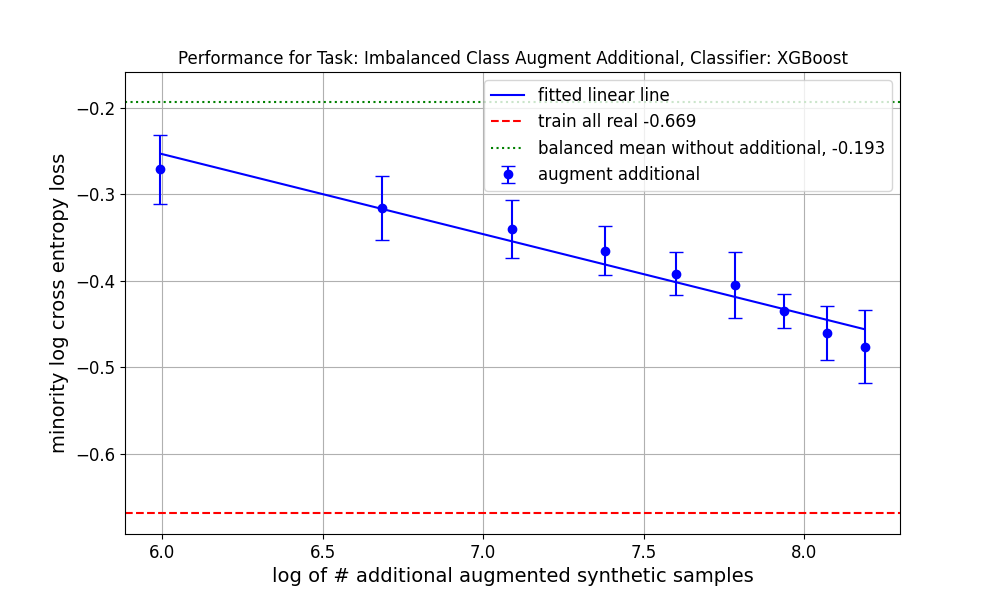 Performance for Task: Imbalanced Class Augment Additional, Classifier: XGBoost
fitted linear line
train all real -0.669
balanced mean without additional, -0.193
augment additional
minority log cross entropy loss
−0.2
−0.3
−0.4
−0.5
−0.6
6.0
6.5
7.0
7.5
8.0
log of # additional augmented synthetic samples